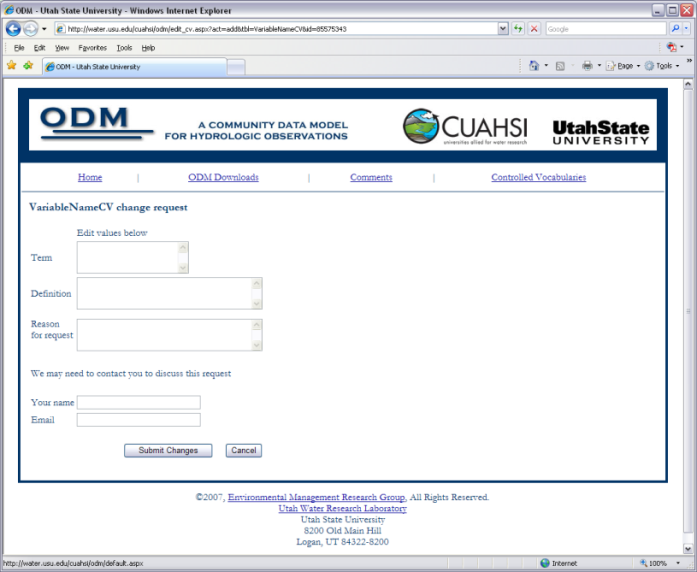 ODM - Utah State University - Windows Internet Explorer
http://water.usu.edu/cuahsi/odm/edit_cv.aspx?act=add&tbl=VariableNameCV&id=85575343
Google
File Edit View Favorites Tools Help
ODM - Utah State University
Page Tools
ODM
A COMMUNITY DATA MODEL
FOR HYDROLOGIC OBSERVATIONS
CUAHSI
universities allied for water research
UtahState
UNIVERSITY
Home | ODM Downloads | Comments | Controlled Vocabularies
VariableNameCV change request
Edit values below
Term
Definition
Reason
for request
We may need to contact you to discuss this request
Your name
Email
Submit Changes Cancel
©2007, Environmental Management Research Group, All Rights Reserved.
Utah Water Research Laboratory
Utah State University
8200 Old Main Hill
Logan, UT 84322-8200
http://water.usu.edu/cuahsi/odm/default.aspx
Internet
100%